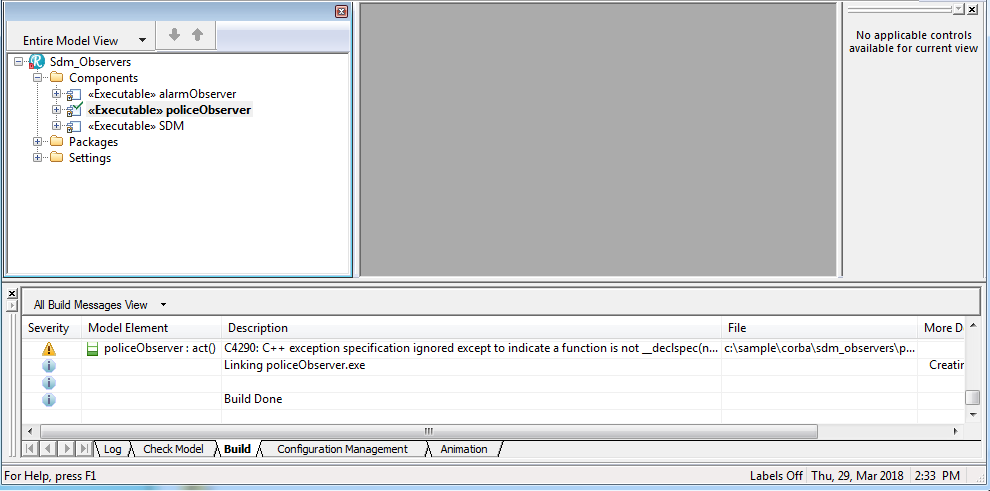 No applicable controls
available for current view
Entire Model View
Sdm_Observers
Components
«Executable» alarmObserver
«Executable» policeObserver
«Executable» SDM
Packages
Settings
All Build Messages View
Severity Model Element Description File More D
policeObserver : act() C4290: C++ exception specification ignored except to indicate a function is not __declspec(n... c:\sample\corba\sdm_observers\p...
Linking policeObserver.exe Creatin
Build Done
Log Check Model Build Configuration Management Animation
For Help, press F1 Labels Off Thu, 29, Mar 2018 2:33 PM